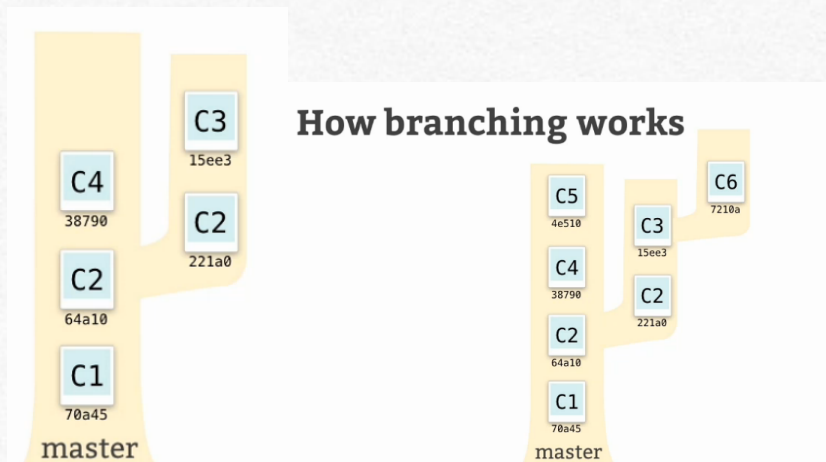 How branching works
C3
15ee3
C4
38790
C2
221a0
C2
64a10
C1
70a45
master
C6
7210a
C5
4e510
C3
15ee3
C4
38790
C2
221a0
C2
64a10
C1
70a45
master